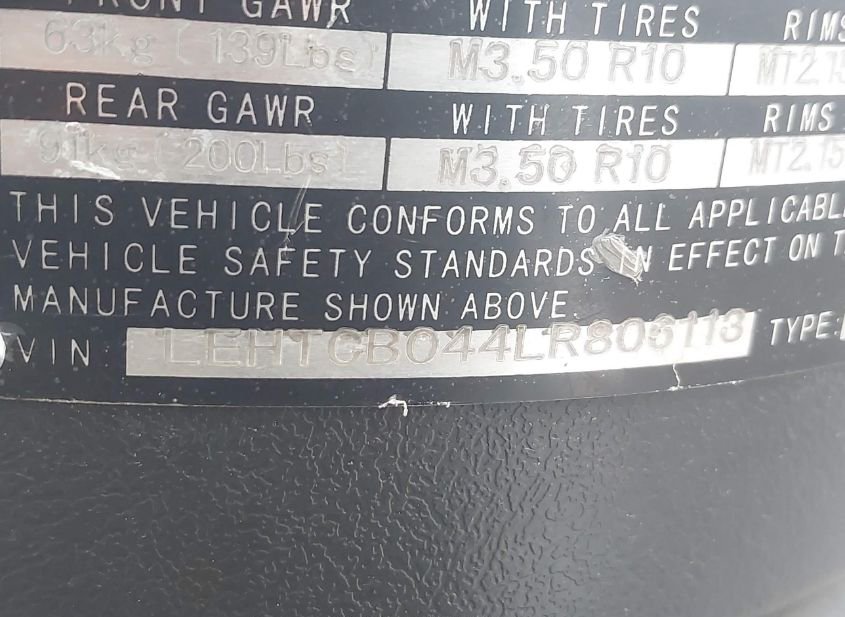 FRONT GAWR WITH TIRES RIMS
63kg (139Lbs) M3.50 R10 MT2.15
REAR GAWR WITH TIRES RIMS
91kg (200Lbs) M3.50 R10 MT2.15
THIS VEHICLE CONFORMS TO ALL APPLICABL
VEHICLE SAFETY STANDARDS IN EFFECT ON T
MANUFACTURE SHOWN ABOVE.
VIN LEHTCB044LR806113 TYPE: